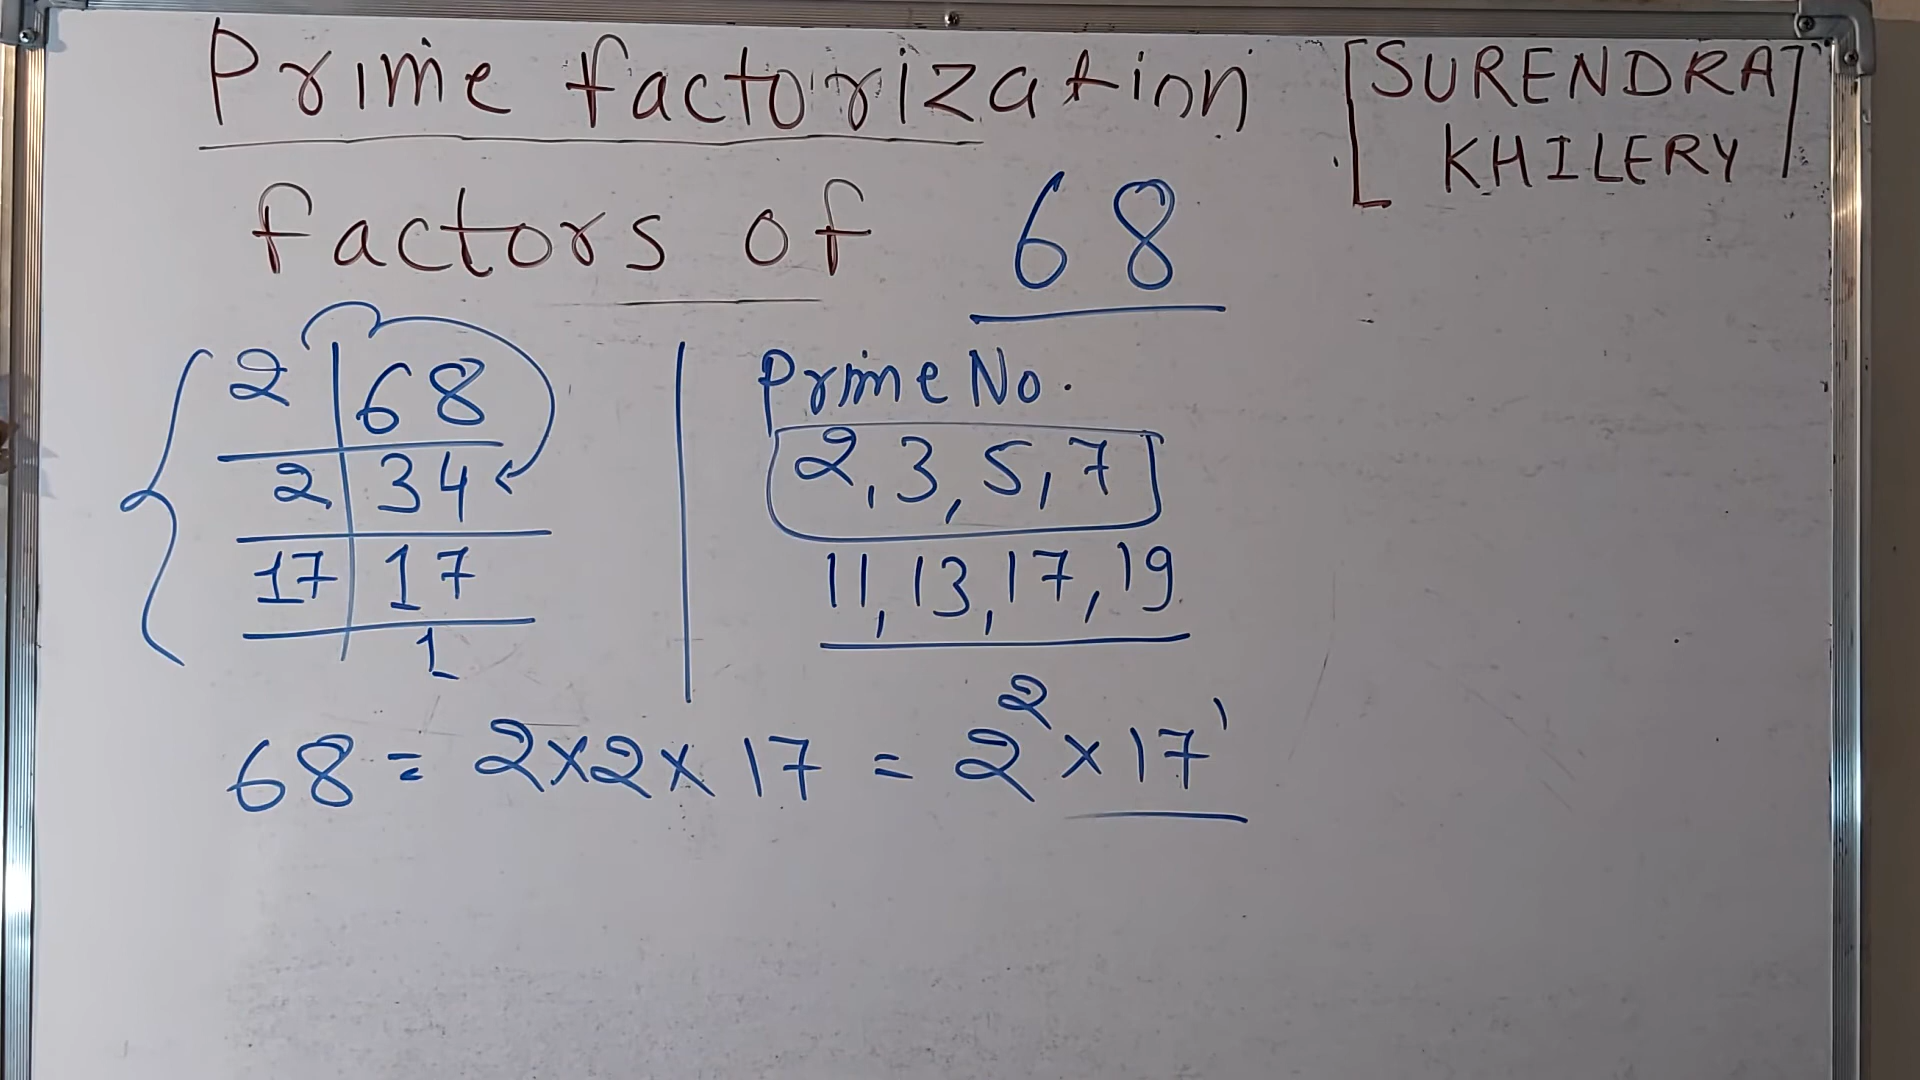 Prime factorization
[SURENDRA
KHILERY]
factors of 68
2 | 68
2 | 34
17 | 17
1
Prime No.
2, 3, 5, 7
11, 13, 17, 19
68 = 2×2×17 = 2² × 17¹